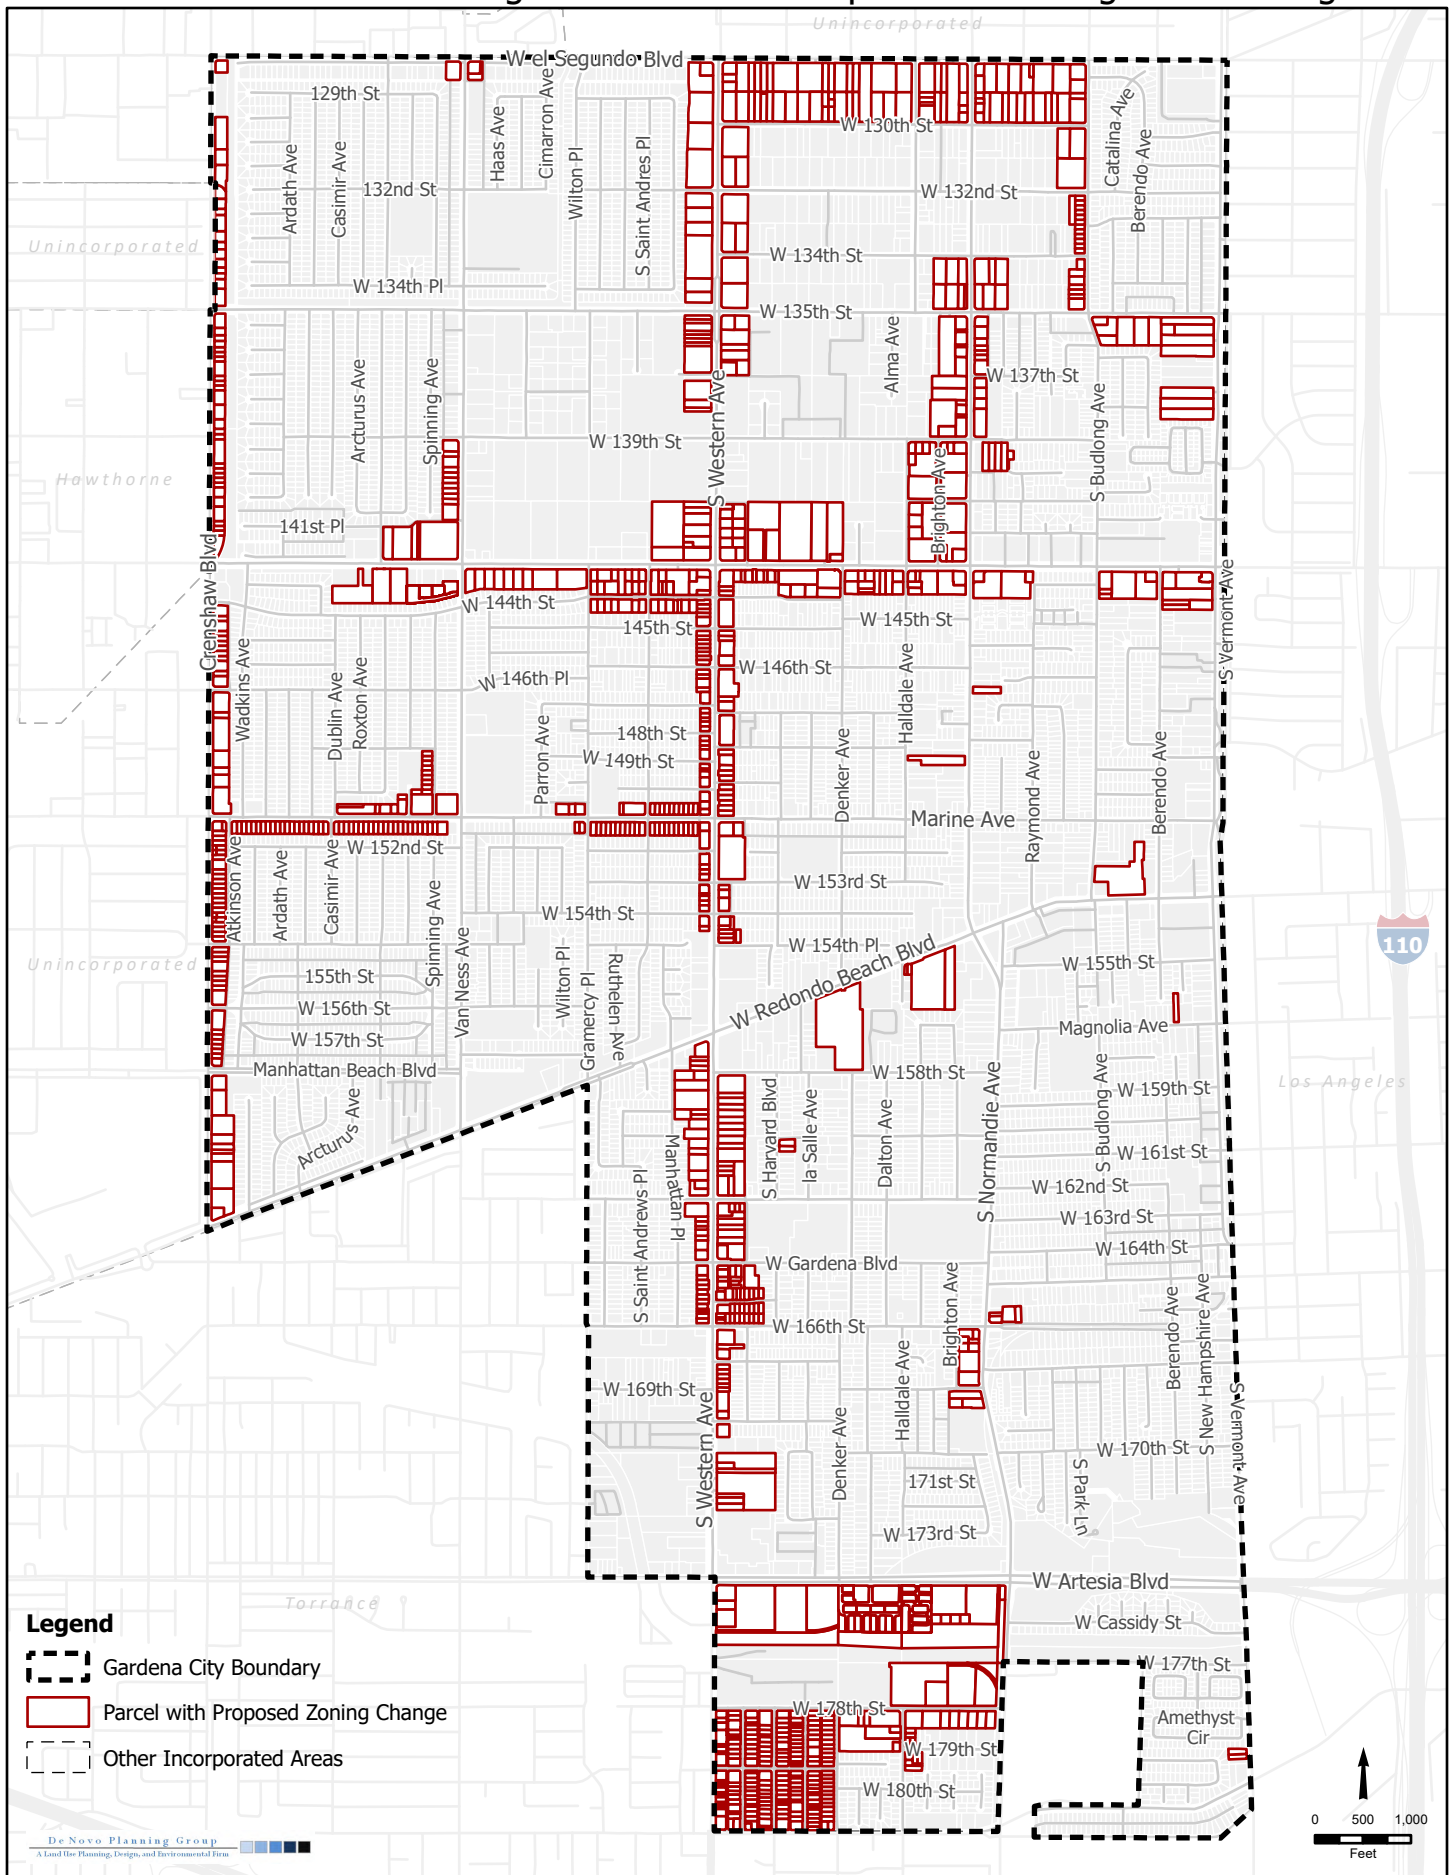 Unincorporated
W el Segundo Blvd
129th St
W 130th St
Haas Ave
Cimarron Ave
Wilton Pl
S Saint Andres Pl
Catalina Ave
Berendo Ave
Ardath Ave
Casimir Ave
132nd St
W 132nd St
Unincorporated
W 134th St
W 134th Pl
W 135th St
Alma Ave
Arcturus Ave
Spinning Ave
S Western Ave
W 137th St
S Budlong Ave
W 139th St
Hawthorne
Brighton Ave
141st Pl
Crenshaw Blvd
W 144th St
145th St
W 145th St
S Vermont Ave
Wadkins Ave
W 146th St
W 146th Pl
Dublin Ave
Roxton Ave
Halldale Ave
Parron Ave
148th St
W 149th St
Denker Ave
Raymond Ave
Berendo Ave
Marine Ave
W 152nd St
Atkinson Ave
Ardath Ave
Casimir Ave
Spinning Ave
W 153rd St
W 154th St
W 154th Pl
110
Unincorporated
155th St
Van Ness Ave
Wilton Pl
Gramercy Pl
Ruthelen Ave
W Redondo Beach Blvd
W 155th St
W 156th St
W 157th St
Magnolia Ave
Manhattan Beach Blvd
W 158th St
Los Angeles
W 159th St
Arcturus Ave
Manhattan Pl
S Harvard Blvd
la Salle Ave
Dalton Ave
S Normandie Ave
S Budlong Ave
W 161st St
S Saint Andrews Pl
W 162nd St
W 163rd St
W 164th St
W Gardena Blvd
Brighton Ave
Berendo Ave
S New Hampshire Ave
W 166th St
W 169th St
Halldale Ave
S Western Ave
Denker Ave
W 170th St
S Vermont Ave
171st St
S Park Ln
W 173rd St
W Artesia Blvd
Torrance
W Cassidy St
Legend
W 177th St
Gardena City Boundary
Parcel with Proposed Zoning Change
W 178th St
Amethyst
Cir
W 179th St
Other Incorporated Areas
W 180th St
0 500 1,000
Feet
De Novo Planning Group
A Land Use Planning, Design, and Environmental Firm